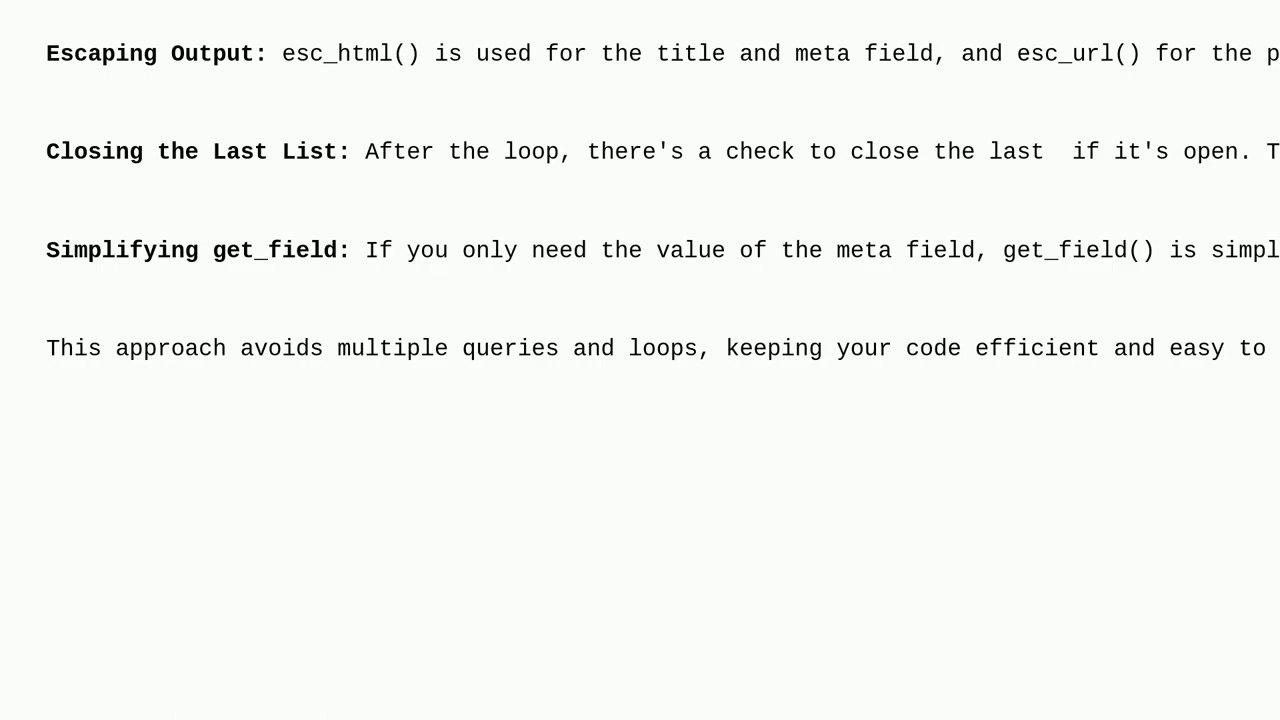 Escaping Output: esc_html() is used for the title and meta field, and esc_url() for the
Closing the Last List: After the loop, there's a check to close the last  if it's open.
Simplifying get_field: If you only need the value of the meta field, get_field() is
This approach avoids multiple queries and loops, keeping your code efficient and easy to